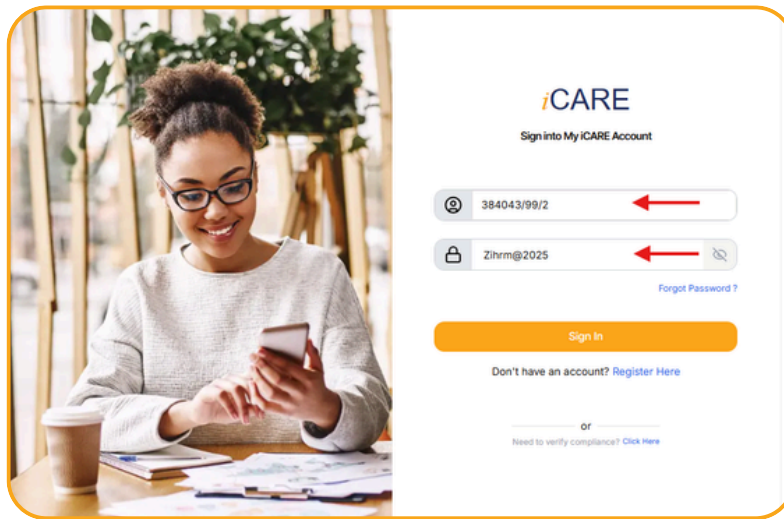 iCARE
Sign into My iCARE Account
384043/99/2
Zihrm@2025
Forgot Password ?
Sign In
Don't have an account? Register Here
or
Need to verify compliance? Click Here